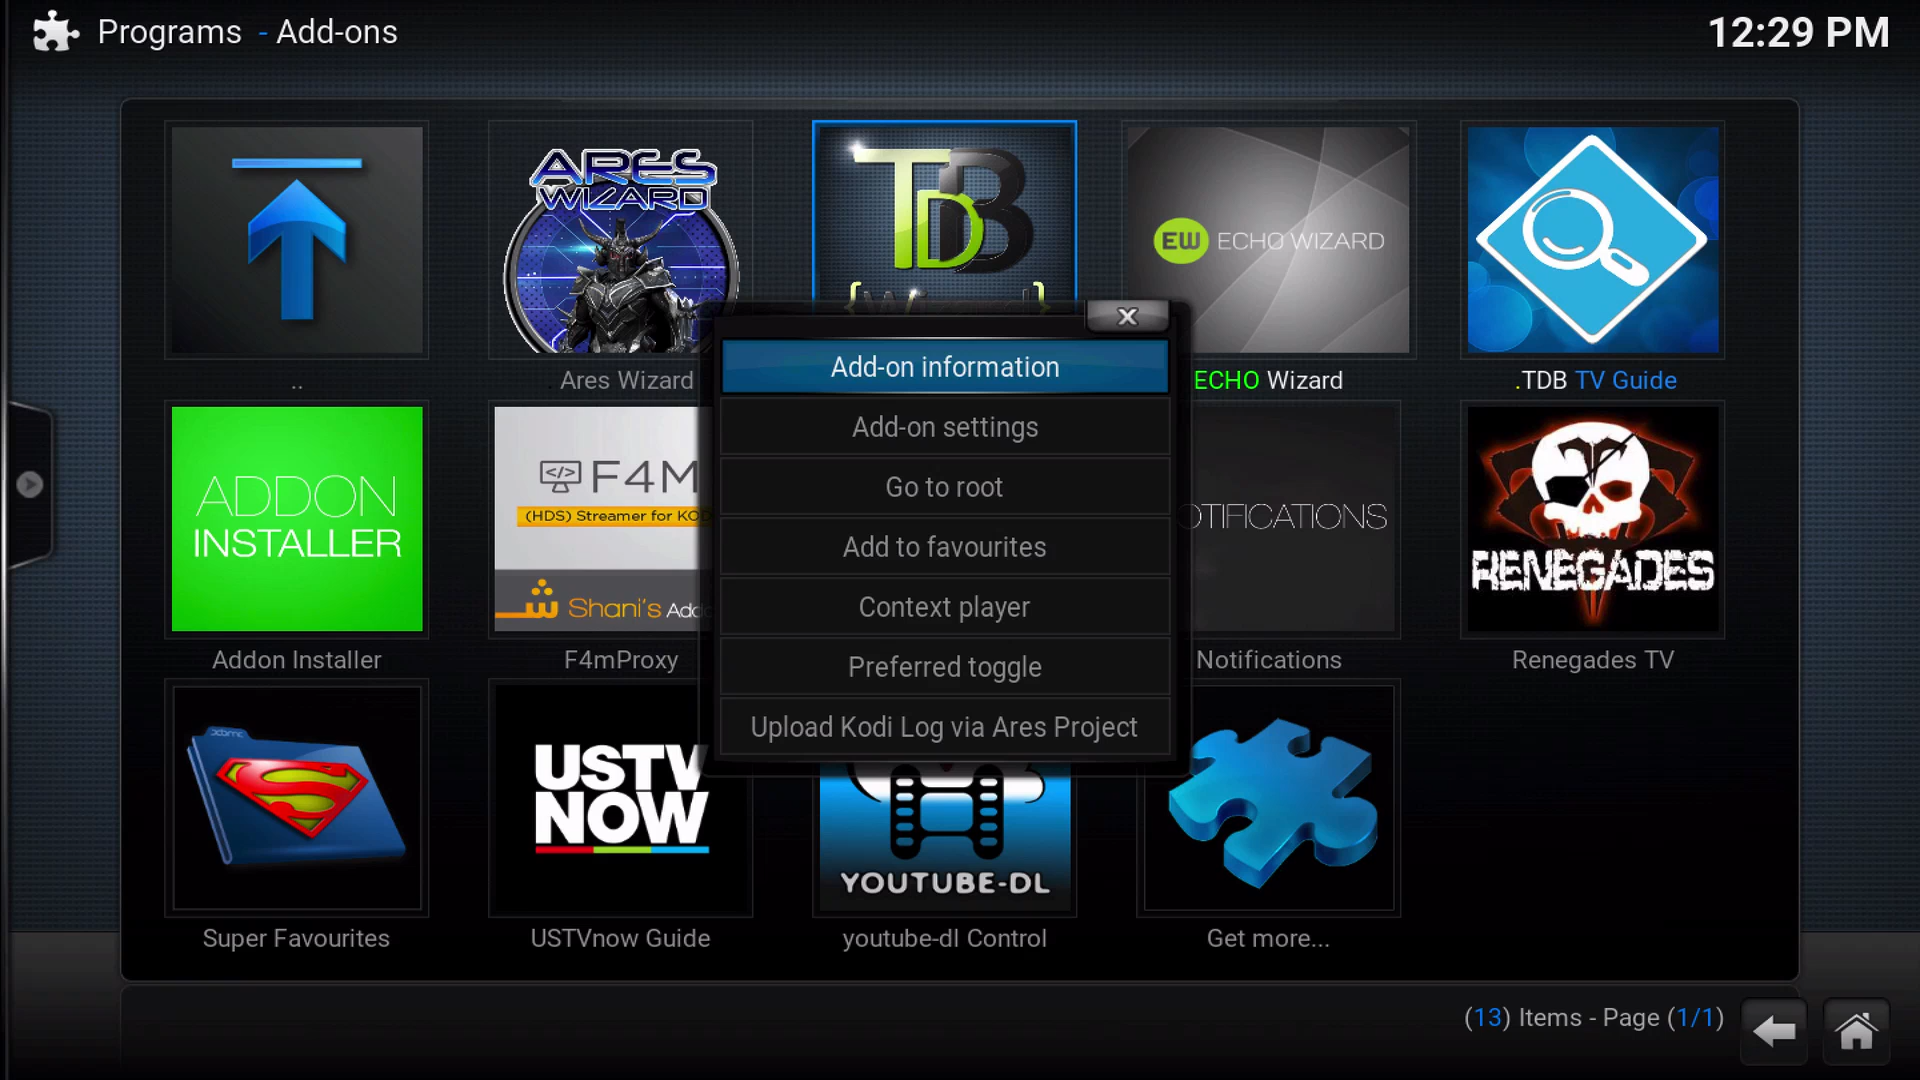 Programs - Add-ons
12:29 PM
ARES
WIZARD
TDB
EW ECHO WIZARD
..
Ares Wizard
ECHO Wizard
.TDB TV Guide
X
Add-on information
Add-on settings
Go to root
Add to favourites
Context player
Preferred toggle
Upload Kodi Log via Ares Project
ADDON
INSTALLER
</> F4M
(HDS) Streamer for KOD
Shani's Add
OTIFICATIONS
RENEGADES
Addon Installer
F4mProxy
Notifications
Renegades TV
xbmc
S
USTV
NOW
YOUTUBE-DL
Super Favourites
USTVnow Guide
youtube-dl Control
Get more...
(13) Items - Page (1/1)